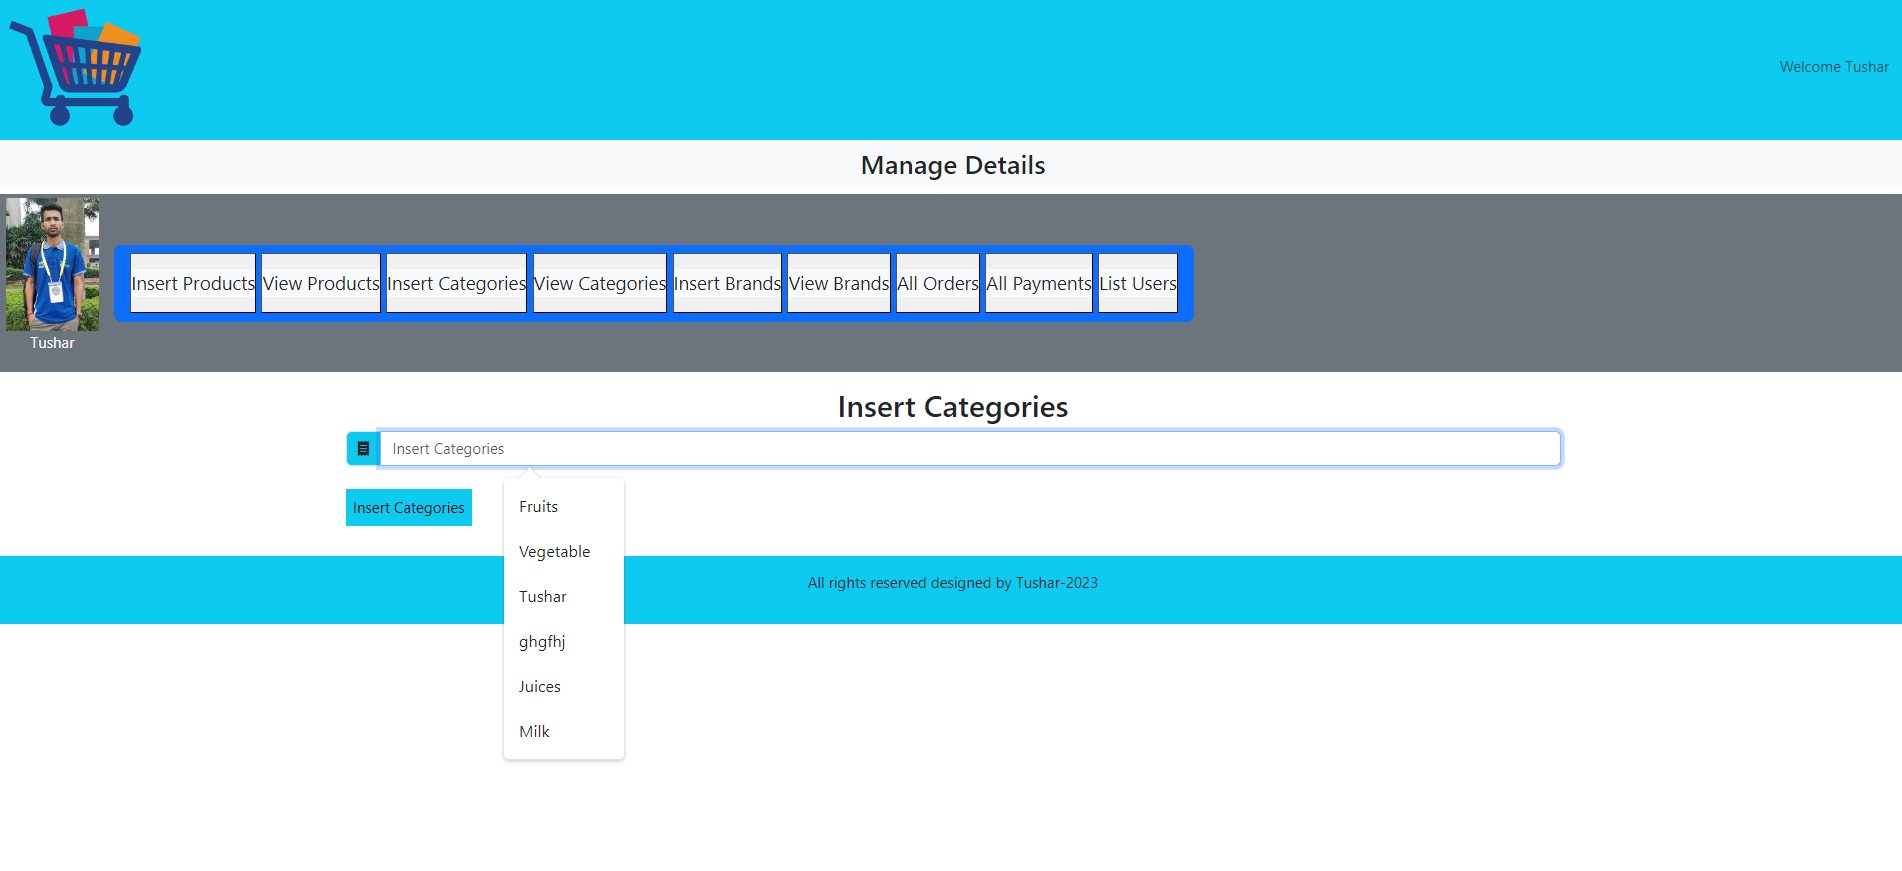 Welcome Tushar
Manage Details
Insert Products View Products Insert Categories View Categories Insert Brands View Brands All Orders All Payments List Users
Tushar
Insert Categories
Insert Categories
Insert Categories
Fruits
Vegetable
Tushar
ghgfhj
Juices
Milk
All rights reserved designed by Tushar-2023